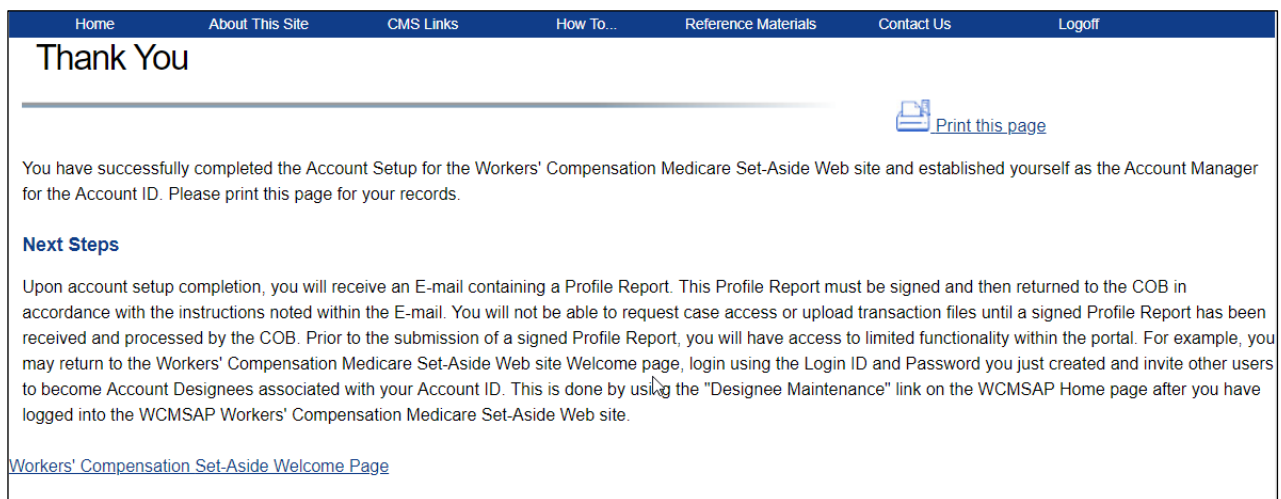 Home About This Site CMS Links How To... Reference Materials Contact Us Logoff
Thank You
Print this page
You have successfully completed the Account Setup for the Workers' Compensation Medicare Set-Aside Web site and established yourself as the Account Manager
for the Account ID. Please print this page for your records.
Next Steps
Upon account setup completion, you will receive an E-mail containing a Profile Report. This Profile Report must be signed and then returned to the COB in
accordance with the instructions noted within the E-mail. You will not be able to request case access or upload transaction files until a signed Profile Report has been
received and processed by the COB. Prior to the submission of a signed Profile Report, you will have access to limited functionality within the portal. For example, you
may return to the Workers' Compensation Medicare Set-Aside Web site Welcome page, login using the Login ID and Password you just created and invite other users
to become Account Designees associated with your Account ID. This is done by using the "Designee Maintenance" link on the WCMSAP Home page after you have
logged into the WCMSAP Workers' Compensation Medicare Set-Aside Web site.
Workers' Compensation Set-Aside Welcome Page